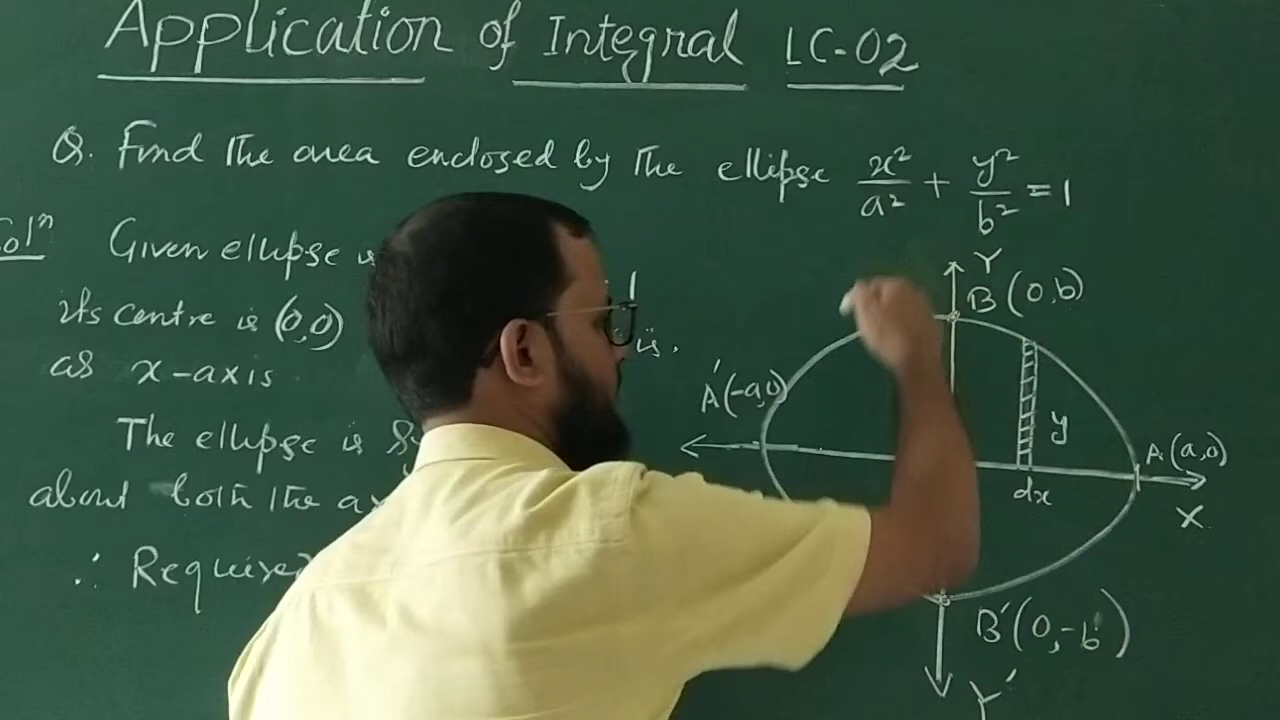 Application of Integral LC-02
Q. Find the area enclosed by the ellipse x²/a² + y²/b² = 1
Solⁿ Given ellipse is
its centre is (0,0) is.
as x-axis
The ellipse is
about both the
∴
Y
B(0,b)
A'(-a,0)
y
A(a,0)
dx
X
B'(0,-b)
Y'